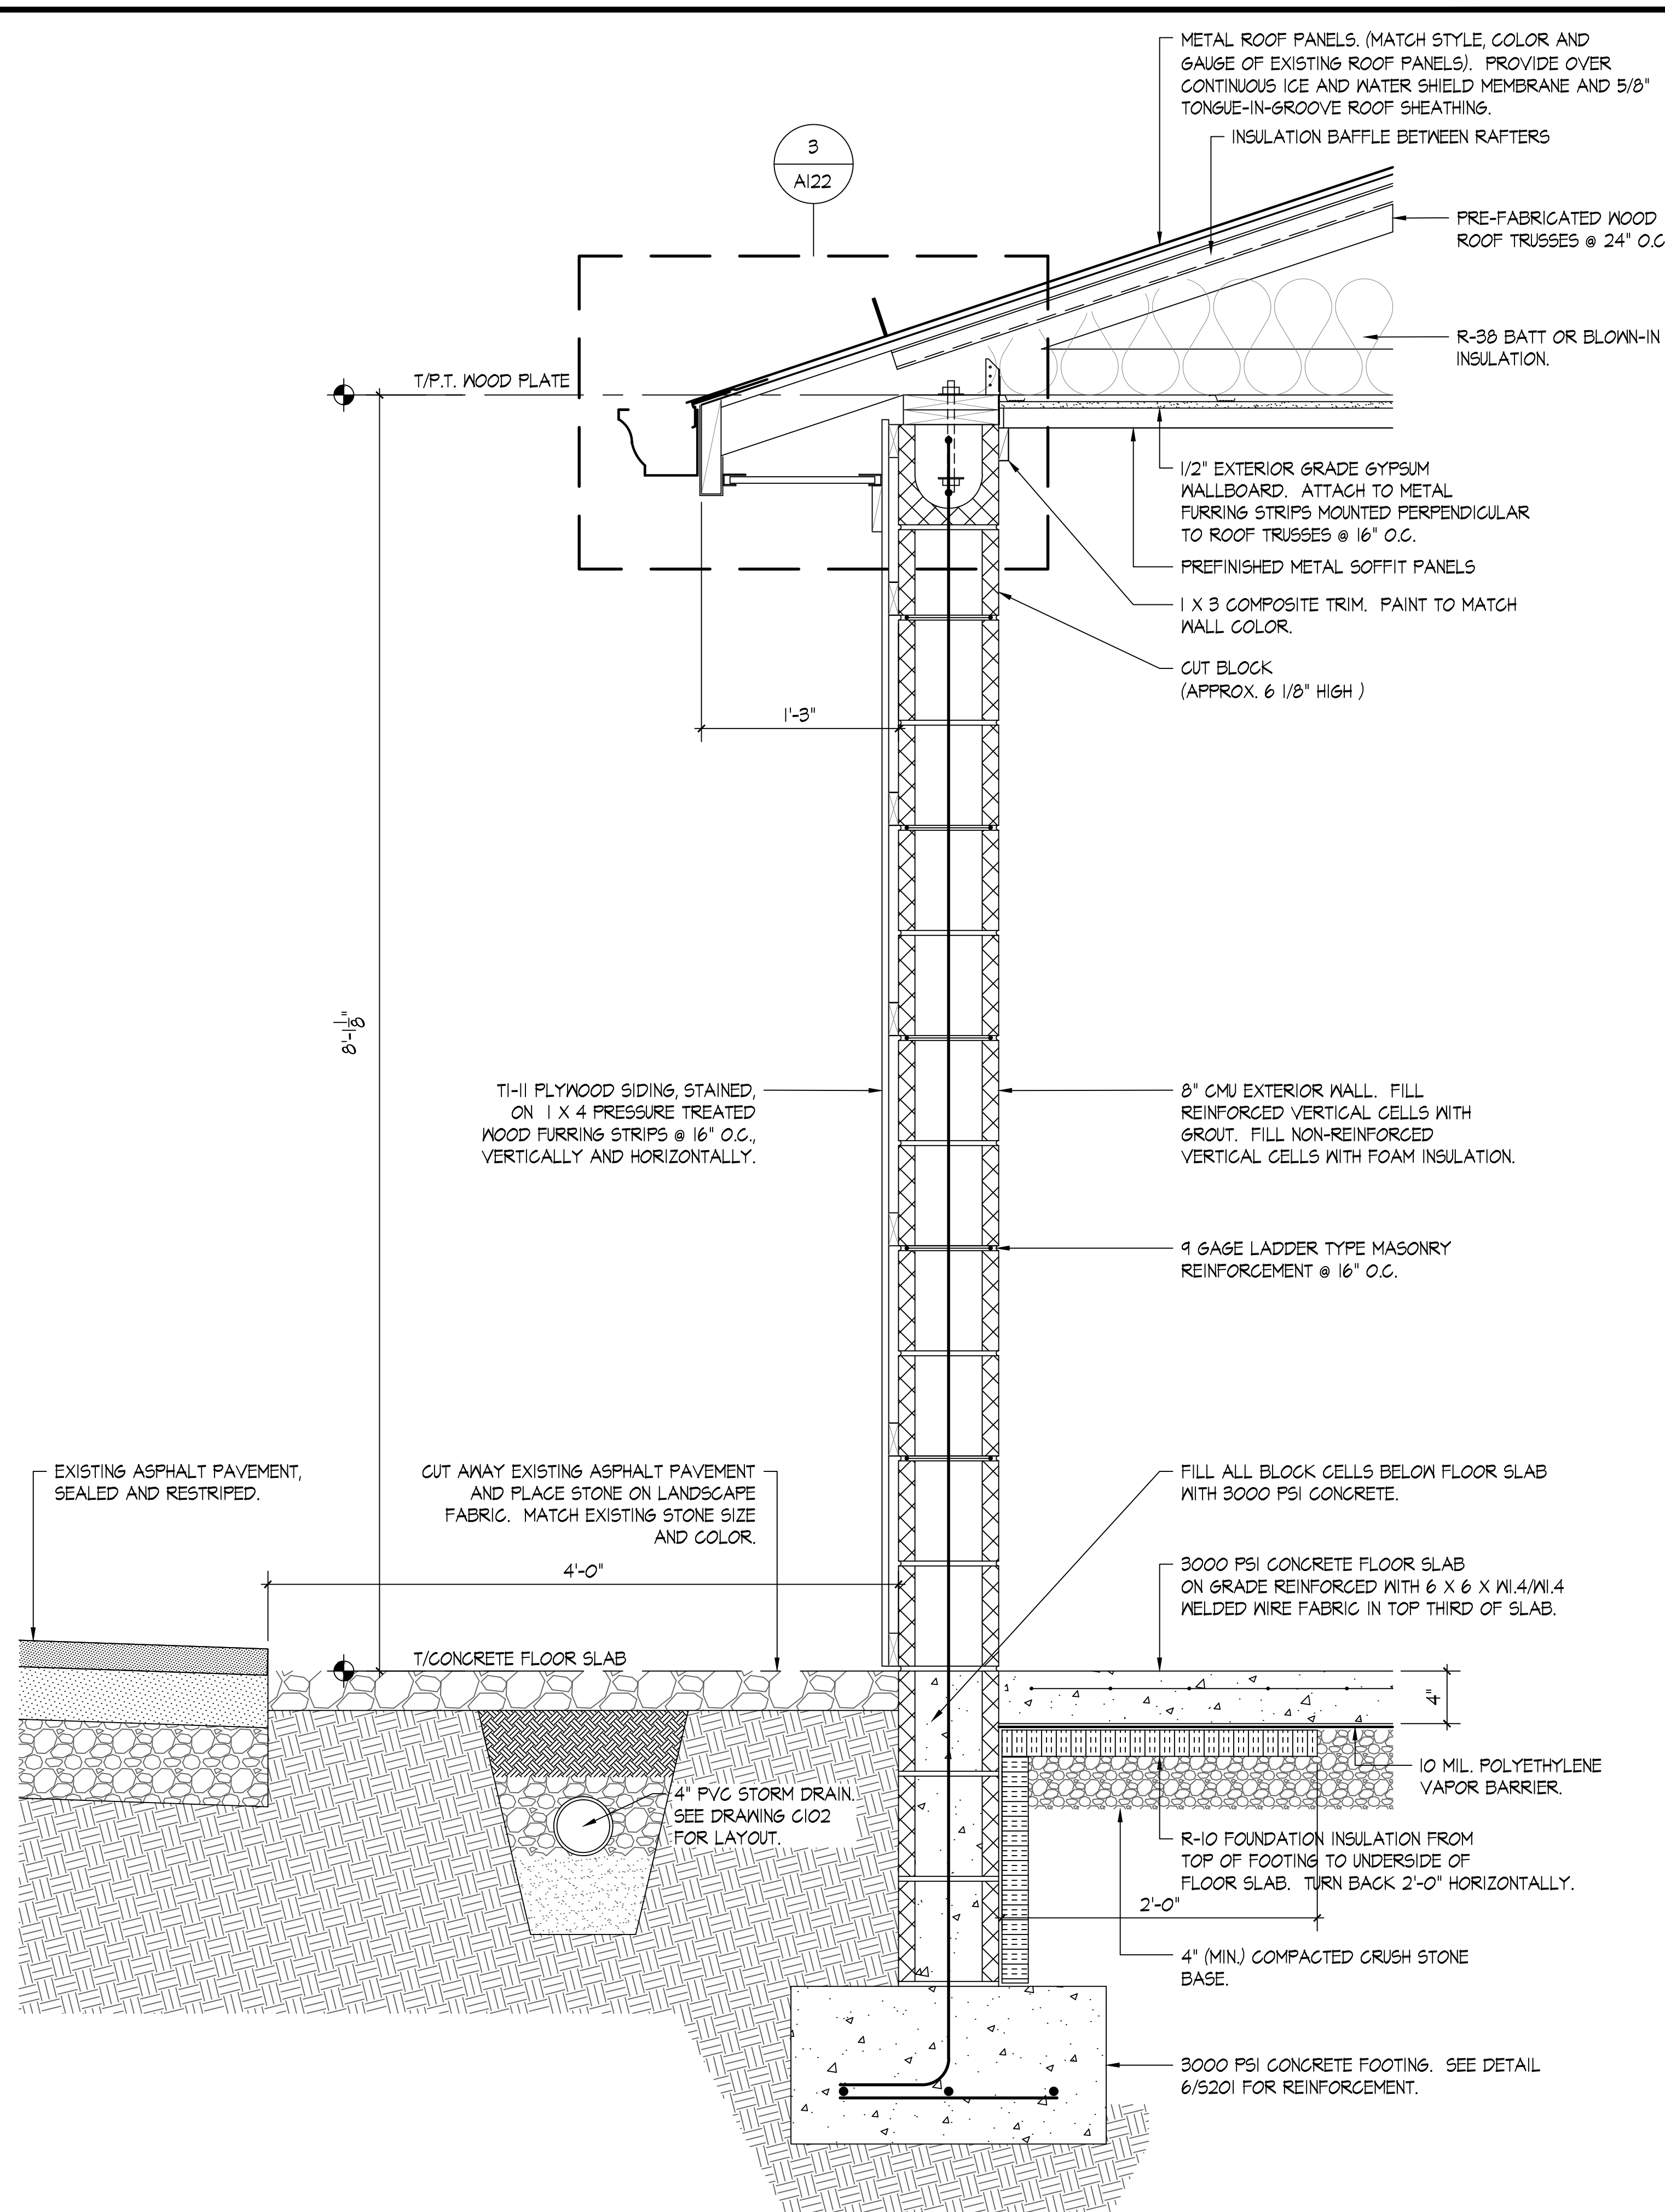 METAL ROOF PANELS. (MATCH STYLE, COLOR AND
GAUGE OF EXISTING ROOF PANELS). PROVIDE OVER
CONTINUOUS ICE AND WATER SHIELD MEMBRANE AND 5/8"
TONGUE-IN-GROOVE ROOF SHEATHING.
INSULATION BAFFLE BETWEEN RAFTERS
3
A122
PRE-FABRICATED WOOD
ROOF TRUSSES @ 24" O.C
R-38 BATT OR BLOWN-IN
INSULATION.
T/P.T. WOOD PLATE
1/2" EXTERIOR GRADE GYPSUM
WALLBOARD. ATTACH TO METAL
FURRING STRIPS MOUNTED PERPENDICULAR
TO ROOF TRUSSES @ 16" O.C.
PREFINISHED METAL SOFFIT PANELS
1 X 3 COMPOSITE TRIM. PAINT TO MATCH
WALL COLOR.
CUT BLOCK
(APPROX. 6 1/8" HIGH )
1'-3"
8'-1 1/8"
T1-11 PLYWOOD SIDING, STAINED,
ON 1 X 4 PRESSURE TREATED
WOOD FURRING STRIPS @ 16" O.C.,
VERTICALLY AND HORIZONTALLY.
8" CMU EXTERIOR WALL. FILL
REINFORCED VERTICAL CELLS WITH
GROUT. FILL NON-REINFORCED
VERTICAL CELLS WITH FOAM INSULATION.
9 GAGE LADDER TYPE MASONRY
REINFORCEMENT @ 16" O.C.
EXISTING ASPHALT PAVEMENT,
SEALED AND RESTRIPED.
CUT AWAY EXISTING ASPHALT PAVEMENT
AND PLACE STONE ON LANDSCAPE
FABRIC. MATCH EXISTING STONE SIZE
AND COLOR.
FILL ALL BLOCK CELLS BELOW FLOOR SLAB
WITH 3000 PSI CONCRETE.
4'-0"
3000 PSI CONCRETE FLOOR SLAB
ON GRADE REINFORCED WITH 6 X 6 X W1.4/W1.4
WELDED WIRE FABRIC IN TOP THIRD OF SLAB.
T/CONCRETE FLOOR SLAB
4"
10 MIL. POLYETHYLENE
VAPOR BARRIER.
4" PVC STORM DRAIN.
SEE DRAWING C102
FOR LAYOUT.
R-10 FOUNDATION INSULATION FROM
TOP OF FOOTING TO UNDERSIDE OF
FLOOR SLAB. TURN BACK 2'-0" HORIZONTALLY.
2'-0"
4" (MIN.) COMPACTED CRUSH STONE
BASE.
3000 PSI CONCRETE FOOTING. SEE DETAIL
6/S201 FOR REINFORCEMENT.